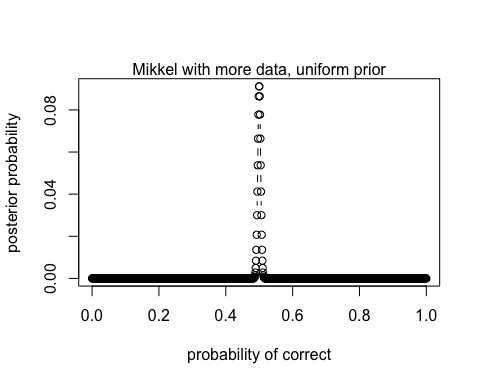 Mikkel with more data, uniform prior
posterior probability
0.08
0.04
0.00
0.0 0.2 0.4 0.6 0.8 1.0
probability of correct